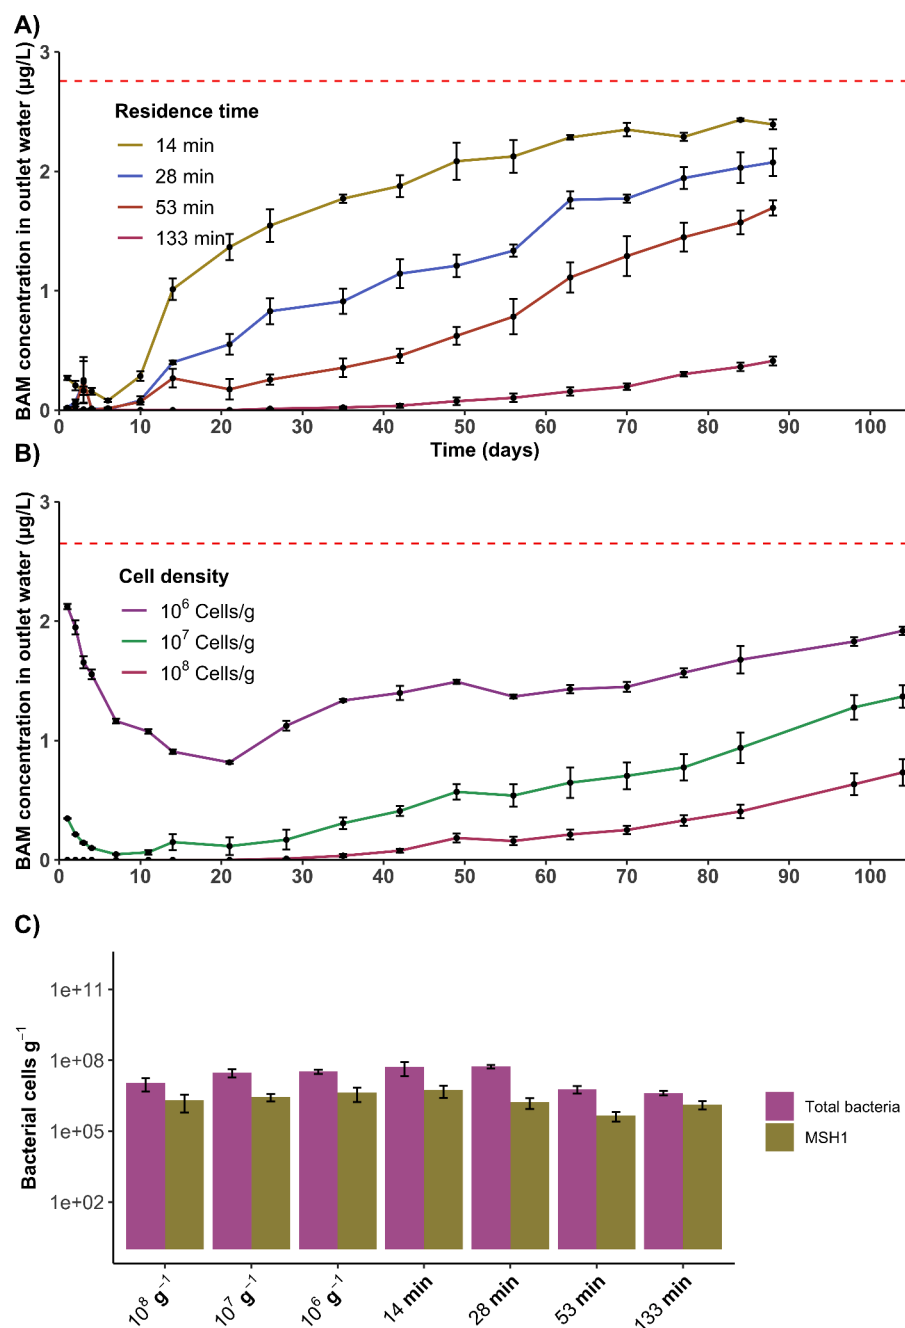 A)
BAM concentration in outlet water (µg/L)
3
2
1
0
Residence time
14 min
28 min
53 min
133 min
0 10 20 30 40 50 60 70 80 90 100
Time (days)
B)
BAM concentration in outlet water (µg/L)
3
2
1
0
Cell density
10⁶ Cells/g
10⁷ Cells/g
10⁸ Cells/g
0 10 20 30 40 50 60 70 80 90 100
C)
Bacterial cells g⁻¹
1e+11
1e+08
1e+05
1e+02
Total bacteria
MSH1
10⁸ g⁻¹ 10⁷ g⁻¹ 10⁶ g⁻¹ 14 min 28 min 53 min 133 min